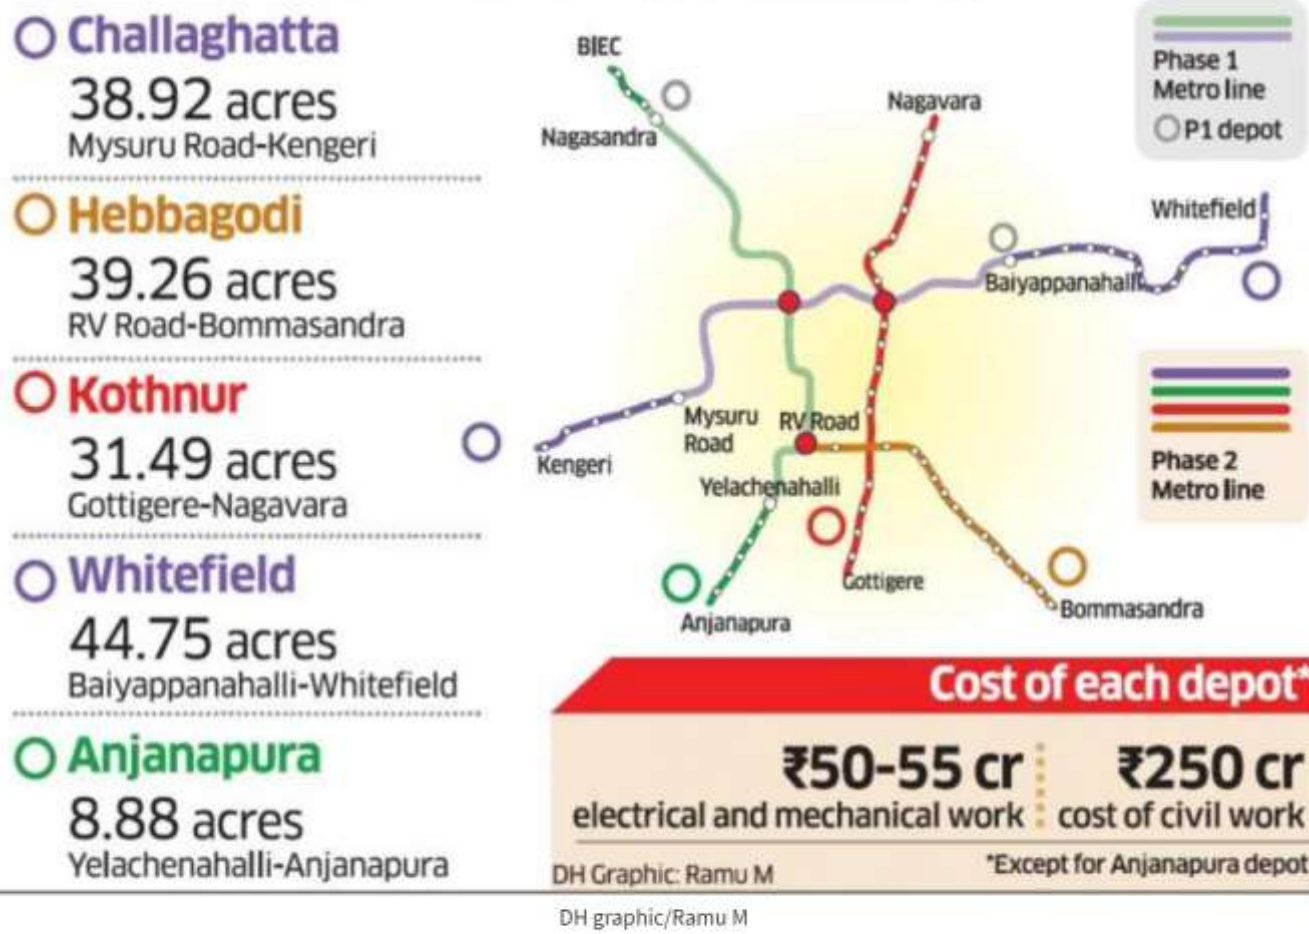 Challaghatta
38.92 acres
Mysuru Road-Kengeri
Hebbagodi
39.26 acres
RV Road-Bommasandra
Kothnur
31.49 acres
Gottigere-Nagavara
Whitefield
44.75 acres
Baiyappanahalli-Whitefield
Anjanapura
8.88 acres
Yelachenahalli-Anjanapura
BIEC
Nagasandra
Nagavara
Whitefield
Baiyappanahalli
Mysuru
Road
RV Road
Kengeri
Yelachenahalli
Gottigere
Anjanapura
Bommasandra
Phase 1
Metro line
P1 depot
Phase 2
Metro line
Cost of each depot*
₹50-55 cr
electrical and mechanical work
₹250 cr
cost of civil work
*Except for Anjanapura depot
DH Graphic: Ramu M
DH graphic/Ramu M